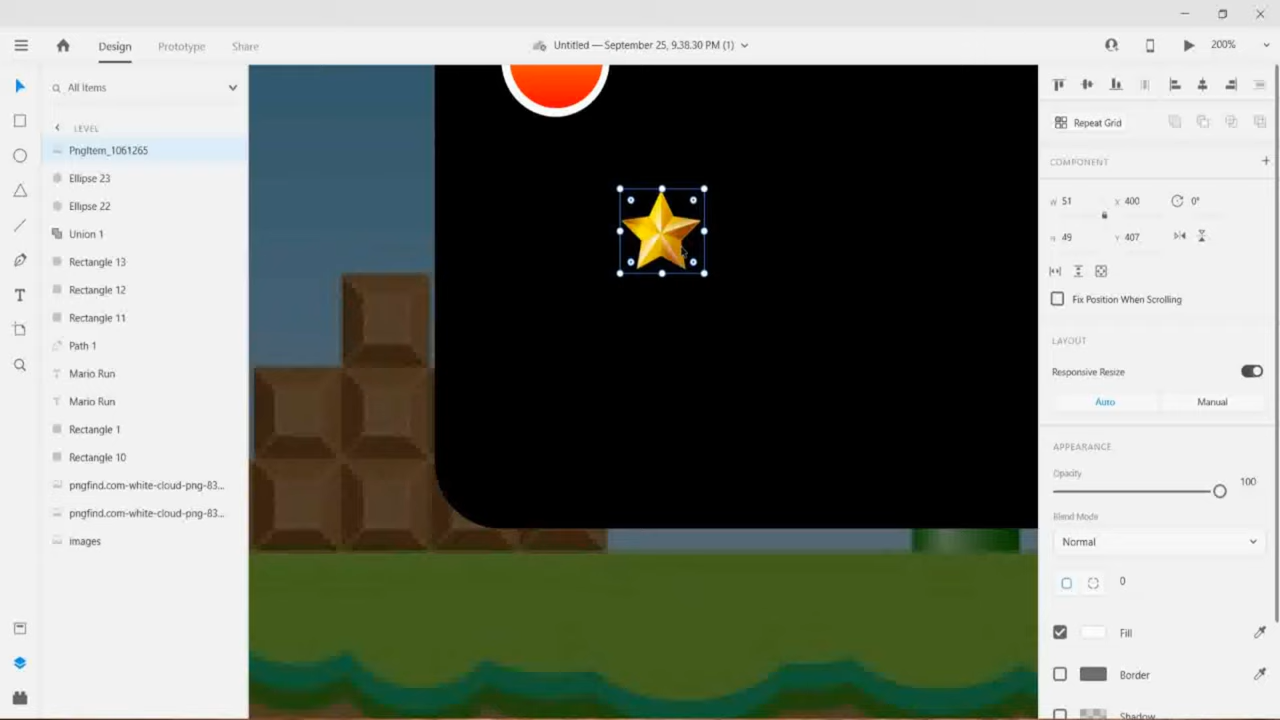 Design
Prototype
Share
Untitled — September 25, 9.38.30 PM (1)
200%
All Items
LEVEL
PngItem_1061265
Ellipse 23
Ellipse 22
Union 1
Rectangle 13
Rectangle 12
Rectangle 11
Path 1
Mario Run
Mario Run
Rectangle 1
Rectangle 10
pngfind.com-white-cloud-png-83...
pngfind.com-white-cloud-png-83...
images
Repeat Grid
COMPONENT
W 51 X 400 0°
H 49 Y 407
Fix Position When Scrolling
LAYOUT
Responsive Resize
Auto
Manual
APPEARANCE
Opacity
100
Blend Mode
Normal
0
Fill
Border
Shadow